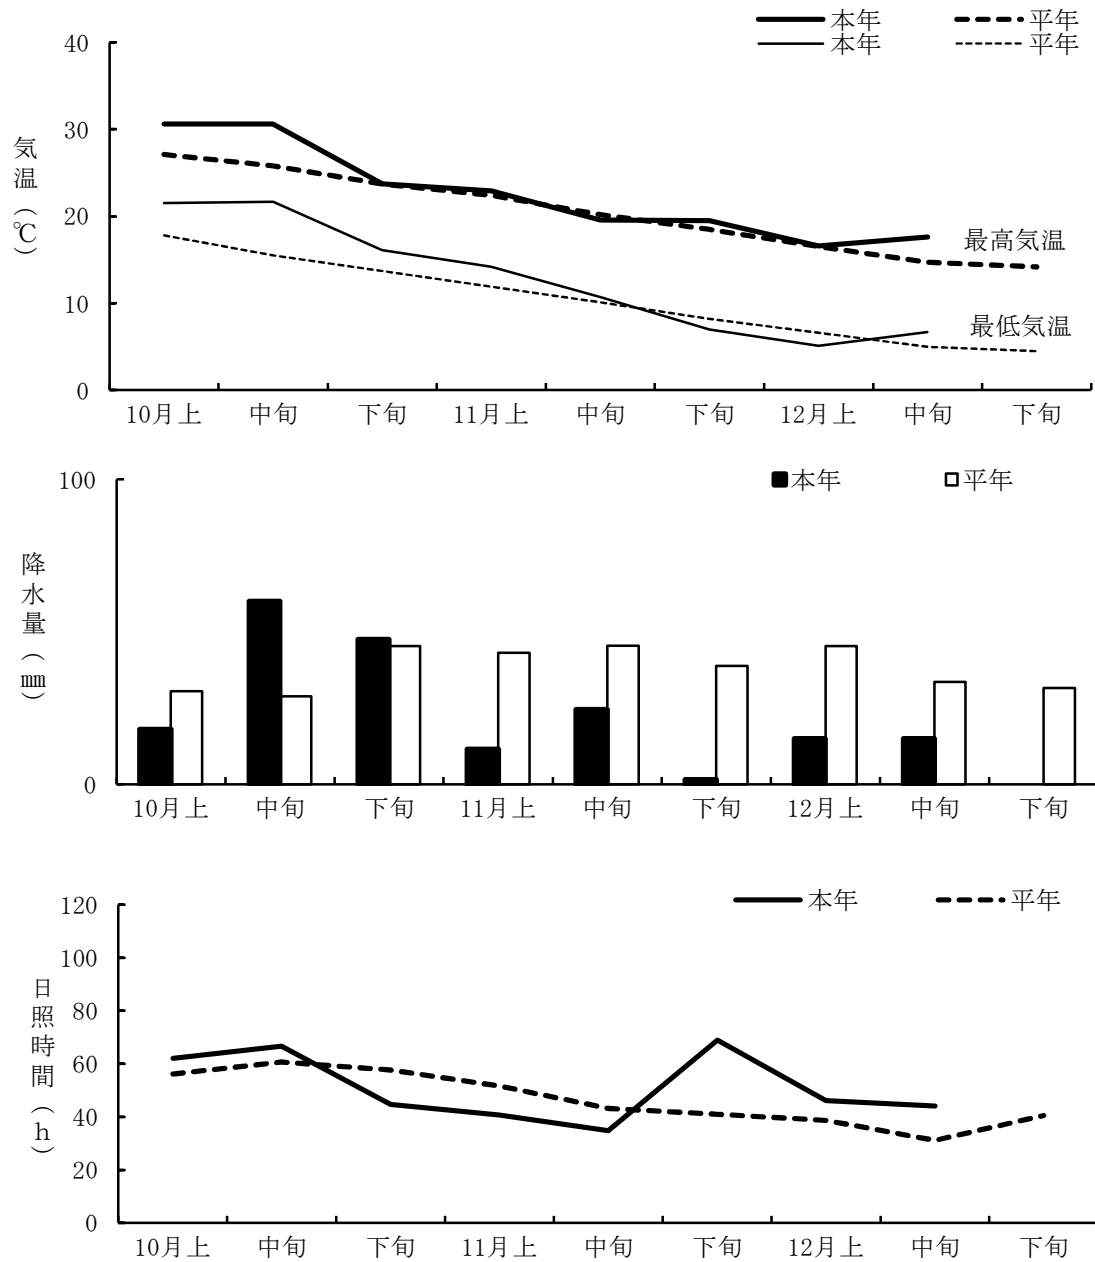 本年 平年
本年 平年
40
30
20
10
0
気温（℃）
最高気温
最低気温
10月上 中旬 下旬 11月上 中旬 下旬 12月上 中旬 下旬
本年 平年
100
0
降水量（㎜）
10月上 中旬 下旬 11月上 中旬 下旬 12月上 中旬 下旬
本年 平年
120
100
80
60
40
20
0
日照時間（ｈ）
10月上 中旬 下旬 11月上 中旬 下旬 12月上 中旬 下旬